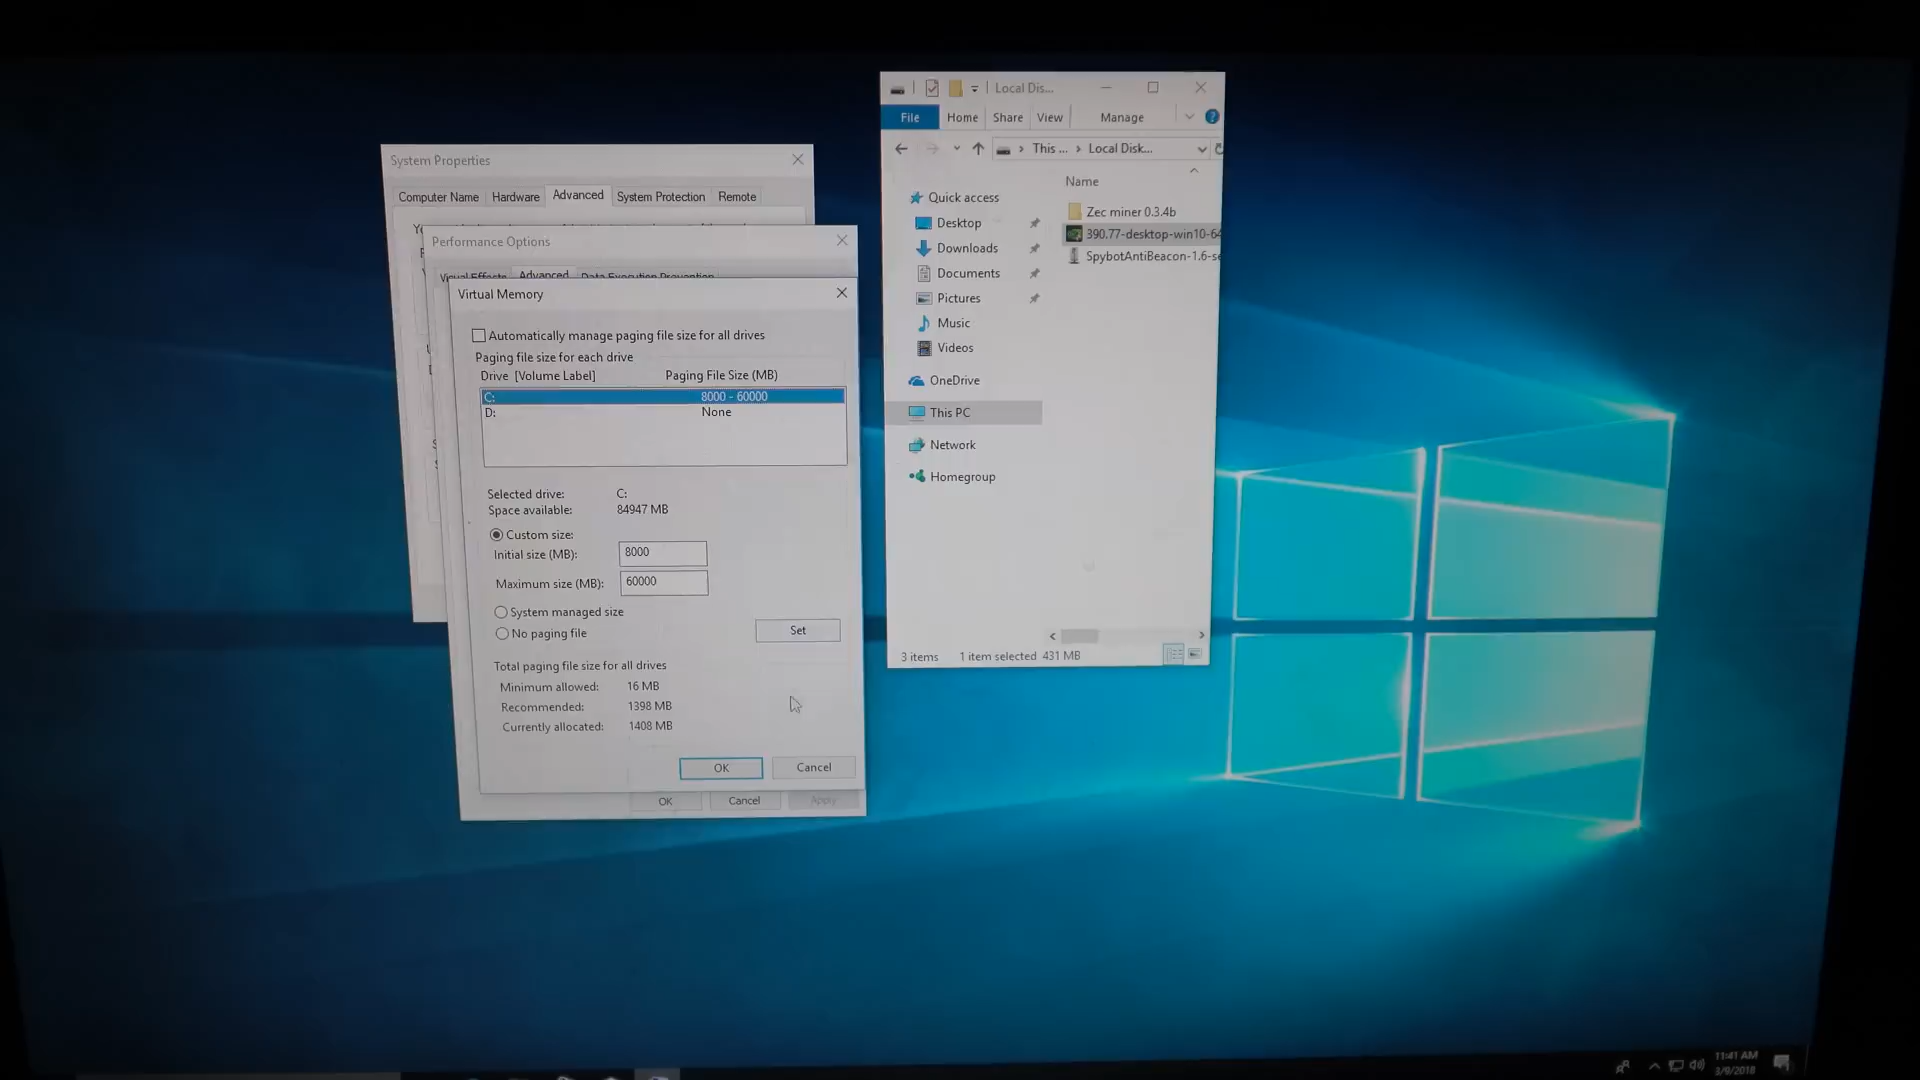 System Properties
Computer Name
Hardware
Advanced
System Protection
Remote
Performance Options
Visual Effects
Advanced
Data Execution Prevention
Virtual Memory
Automatically manage paging file size for all drives
Paging file size for each drive
Drive [Volume Label]
Paging File Size (MB)
C:
8000 - 60000
D:
None
Selected drive:
C:
Space available:
84947 MB
Custom size:
Initial size (MB):
8000
Maximum size (MB):
60000
System managed size
No paging file
Set
Total paging file size for all drives
Minimum allowed:
16 MB
Recommended:
1398 MB
Currently allocated:
1408 MB
OK
Cancel
OK
Cancel
Apply
Local Dis...
File
Home
Share
View
Manage
This ...
Local Disk...
Name
Quick access
Desktop
Downloads
Documents
Pictures
Music
Videos
OneDrive
This PC
Network
Homegroup
Zec miner 0.3.4b
390.77-desktop-win10-64
SpybotAntiBeacon-1.6-se
3 items
1 item selected 431 MB
11:41 AM
3/9/2018